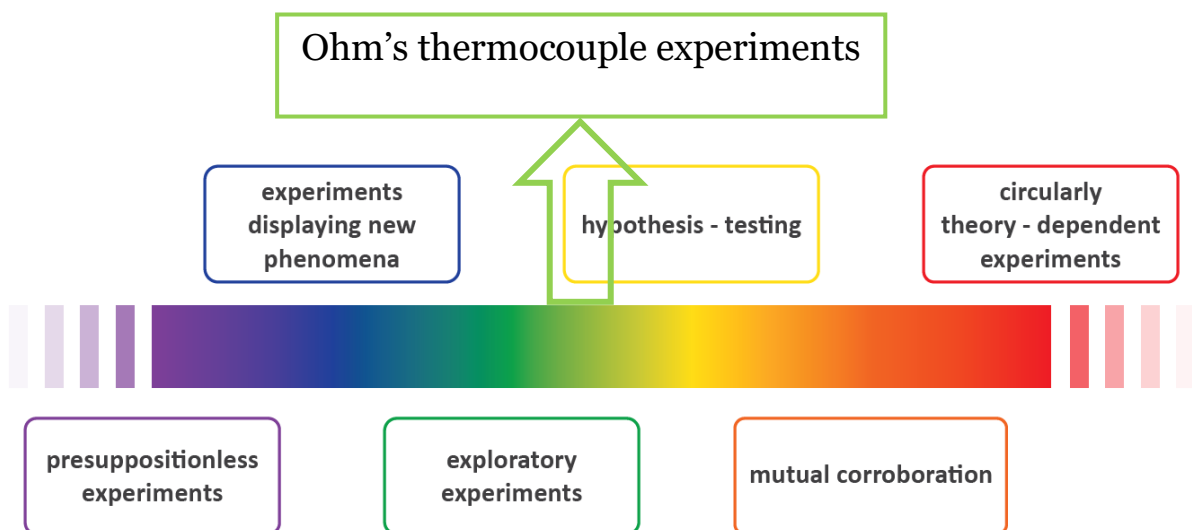 Ohm’s thermocouple experiments
experiments
displaying new
phenomena
hypothesis - testing
circularly
theory - dependent
experiments
presuppositionless
experiments
exploratory
experiments
mutual corroboration